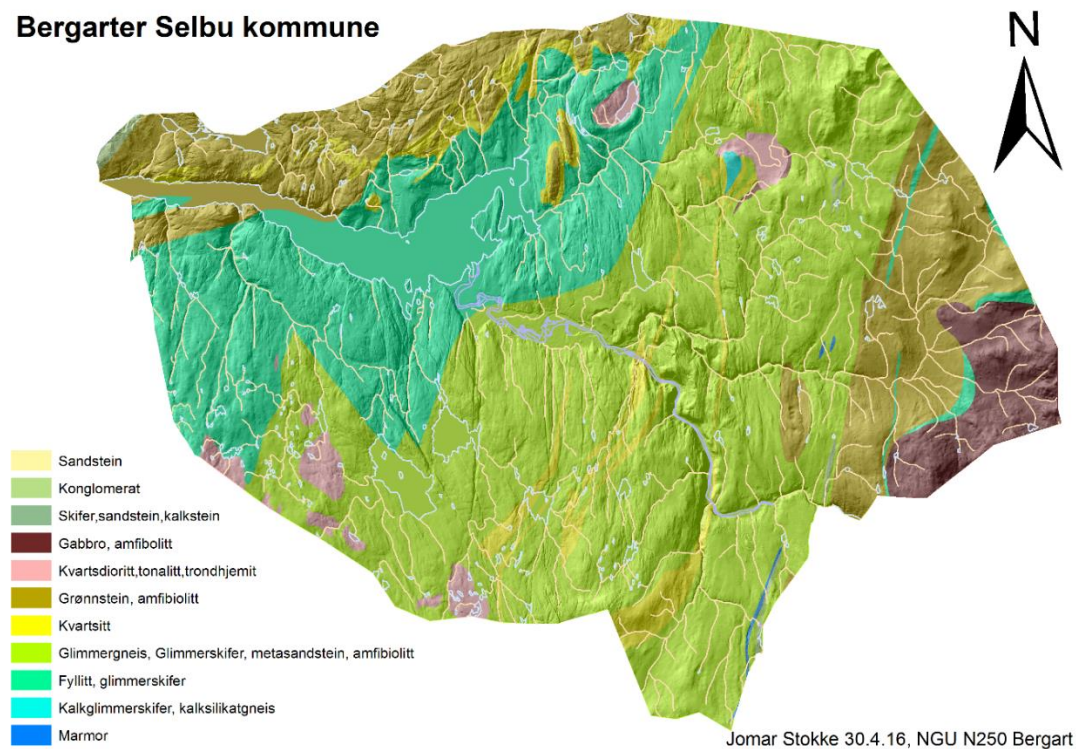 Bergarter Selbu kommune
N
Sandstein
Konglomerat
Skifer,sandstein,kalkstein
Gabbro, amfibolitt
Kvartsdioritt,tonalitt,trondhjemit
Grønnstein, amfibiolitt
Kvartsitt
Glimmergneis, Glimmerskifer, metasandstein, amfibiolitt
Fyllitt, glimmerskifer
Kalkglimmerskifer, kalksilikatgneis
Marmor
Jomar Stokke 30.4.16, NGU N250 Bergart